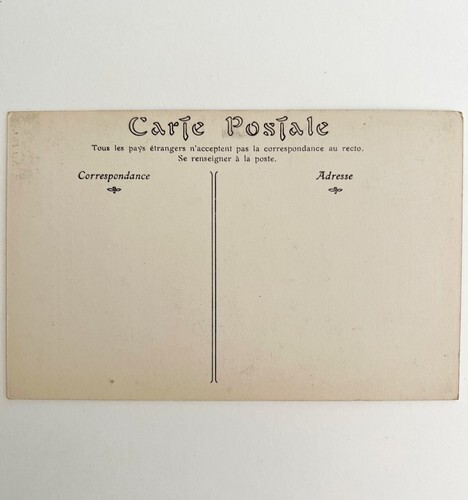 Carte Postale
Tous les pays étrangers n'acceptent pas la correspondance au recto.
Se renseigner à la poste.
Correspondance
Adresse